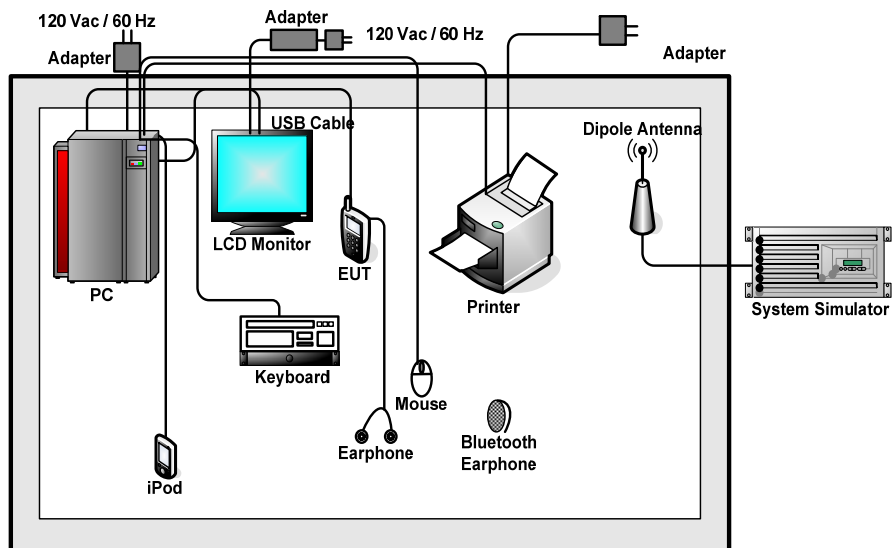 120 Vac / 60 Hz
Adapter
Adapter
120 Vac / 60 Hz
Adapter
USB Cable
Dipole Antenna
PC
LCD Monitor
EUT
Printer
System Simulator
Keyboard
Mouse
Earphone
Bluetooth
Earphone
iPod